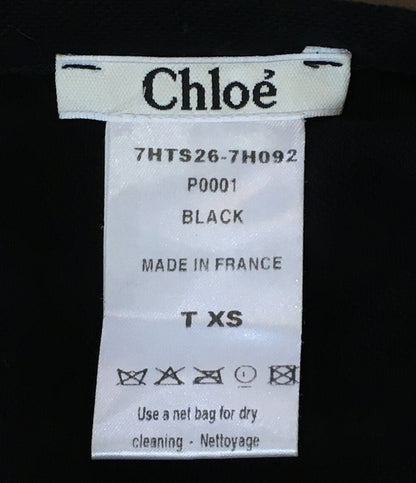 Chloé
7HTS26-7H092
P0001
BLACK
MADE IN FRANCE
T XS
Use a net bag for dry
cleaning - Nettoyage